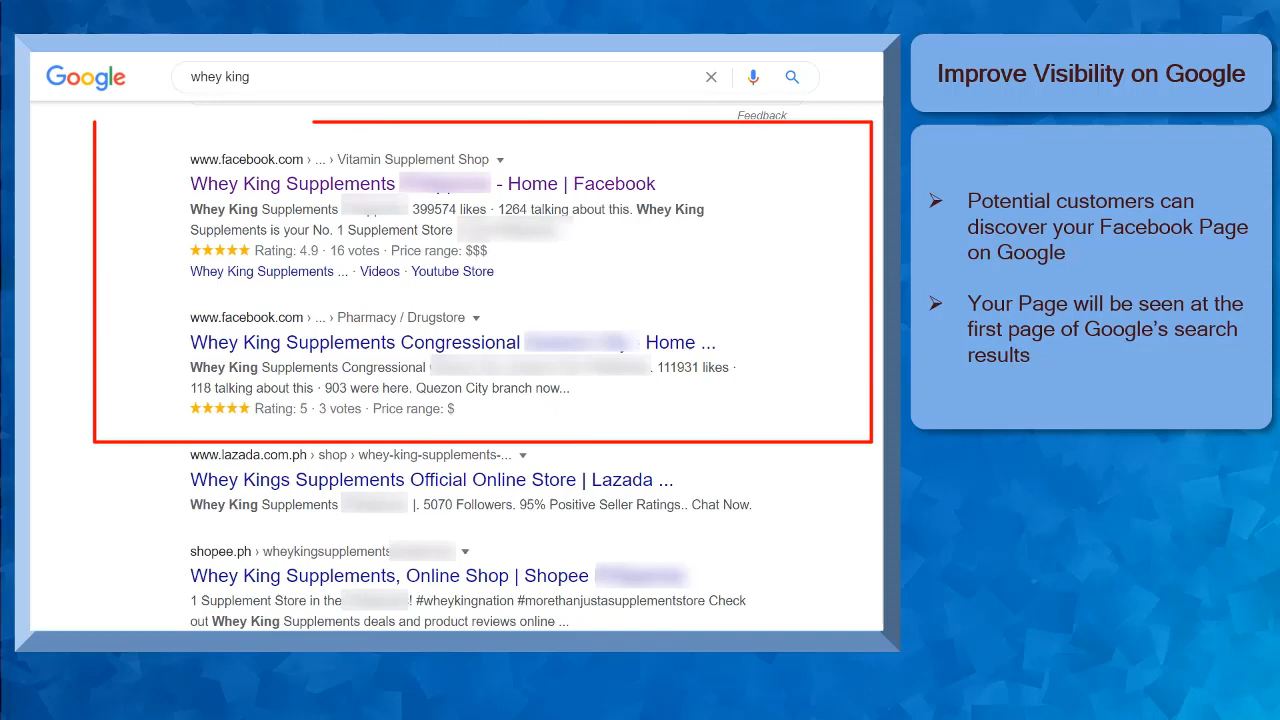 Google
whey king
Feedback
www.facebook.com › ... › Vitamin Supplement Shop
Whey King Supplements - Home | Facebook
Whey King Supplements 399574 likes · 1264 talking about this. Whey King
Supplements is your No. 1 Supplement Store
Rating: 4.9 · 16 votes · Price range: $$$
Whey King Supplements ... · Videos · Youtube Store
www.facebook.com › ... › Pharmacy / Drugstore
Whey King Supplements Congressional Home ...
Whey King Supplements Congressional . 111931 likes ·
118 talking about this · 903 were here. Quezon City branch now...
Rating: 5 · 3 votes · Price range: $
www.lazada.com.ph › shop › whey-king-supplements-...
Whey Kings Supplements Official Online Store | Lazada ...
Whey King Supplements |. 5070 Followers. 95% Positive Seller Ratings.. Chat Now.
shopee.ph › wheykingsupplements
Whey King Supplements, Online Shop | Shopee
1 Supplement Store in the ! #wheykingnation #morethanjustasupplementstore Check
out Whey King Supplements deals and product reviews online ...
Improve Visibility on Google
➢ Potential customers can
discover your Facebook Page
on Google
➢ Your Page will be seen at the
first page of Google's search
results